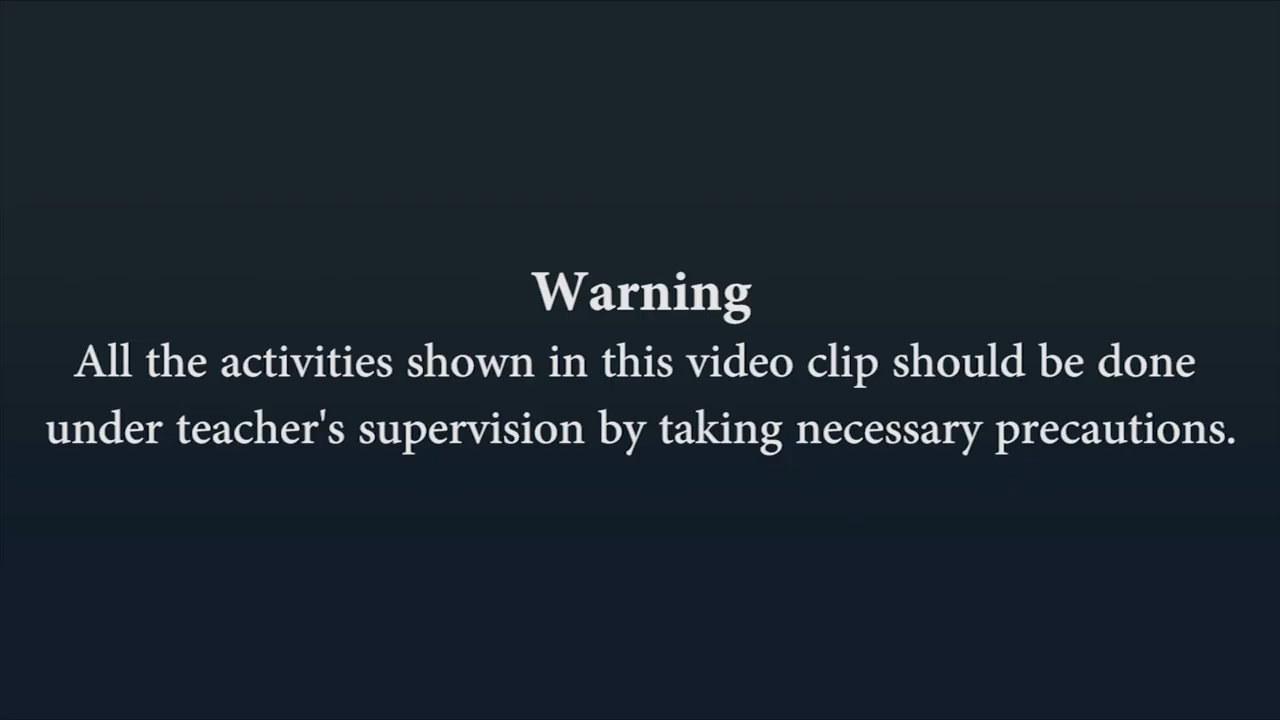 Warning
All the activities shown in this video clip should be done
under teacher's supervision by taking necessary precautions.